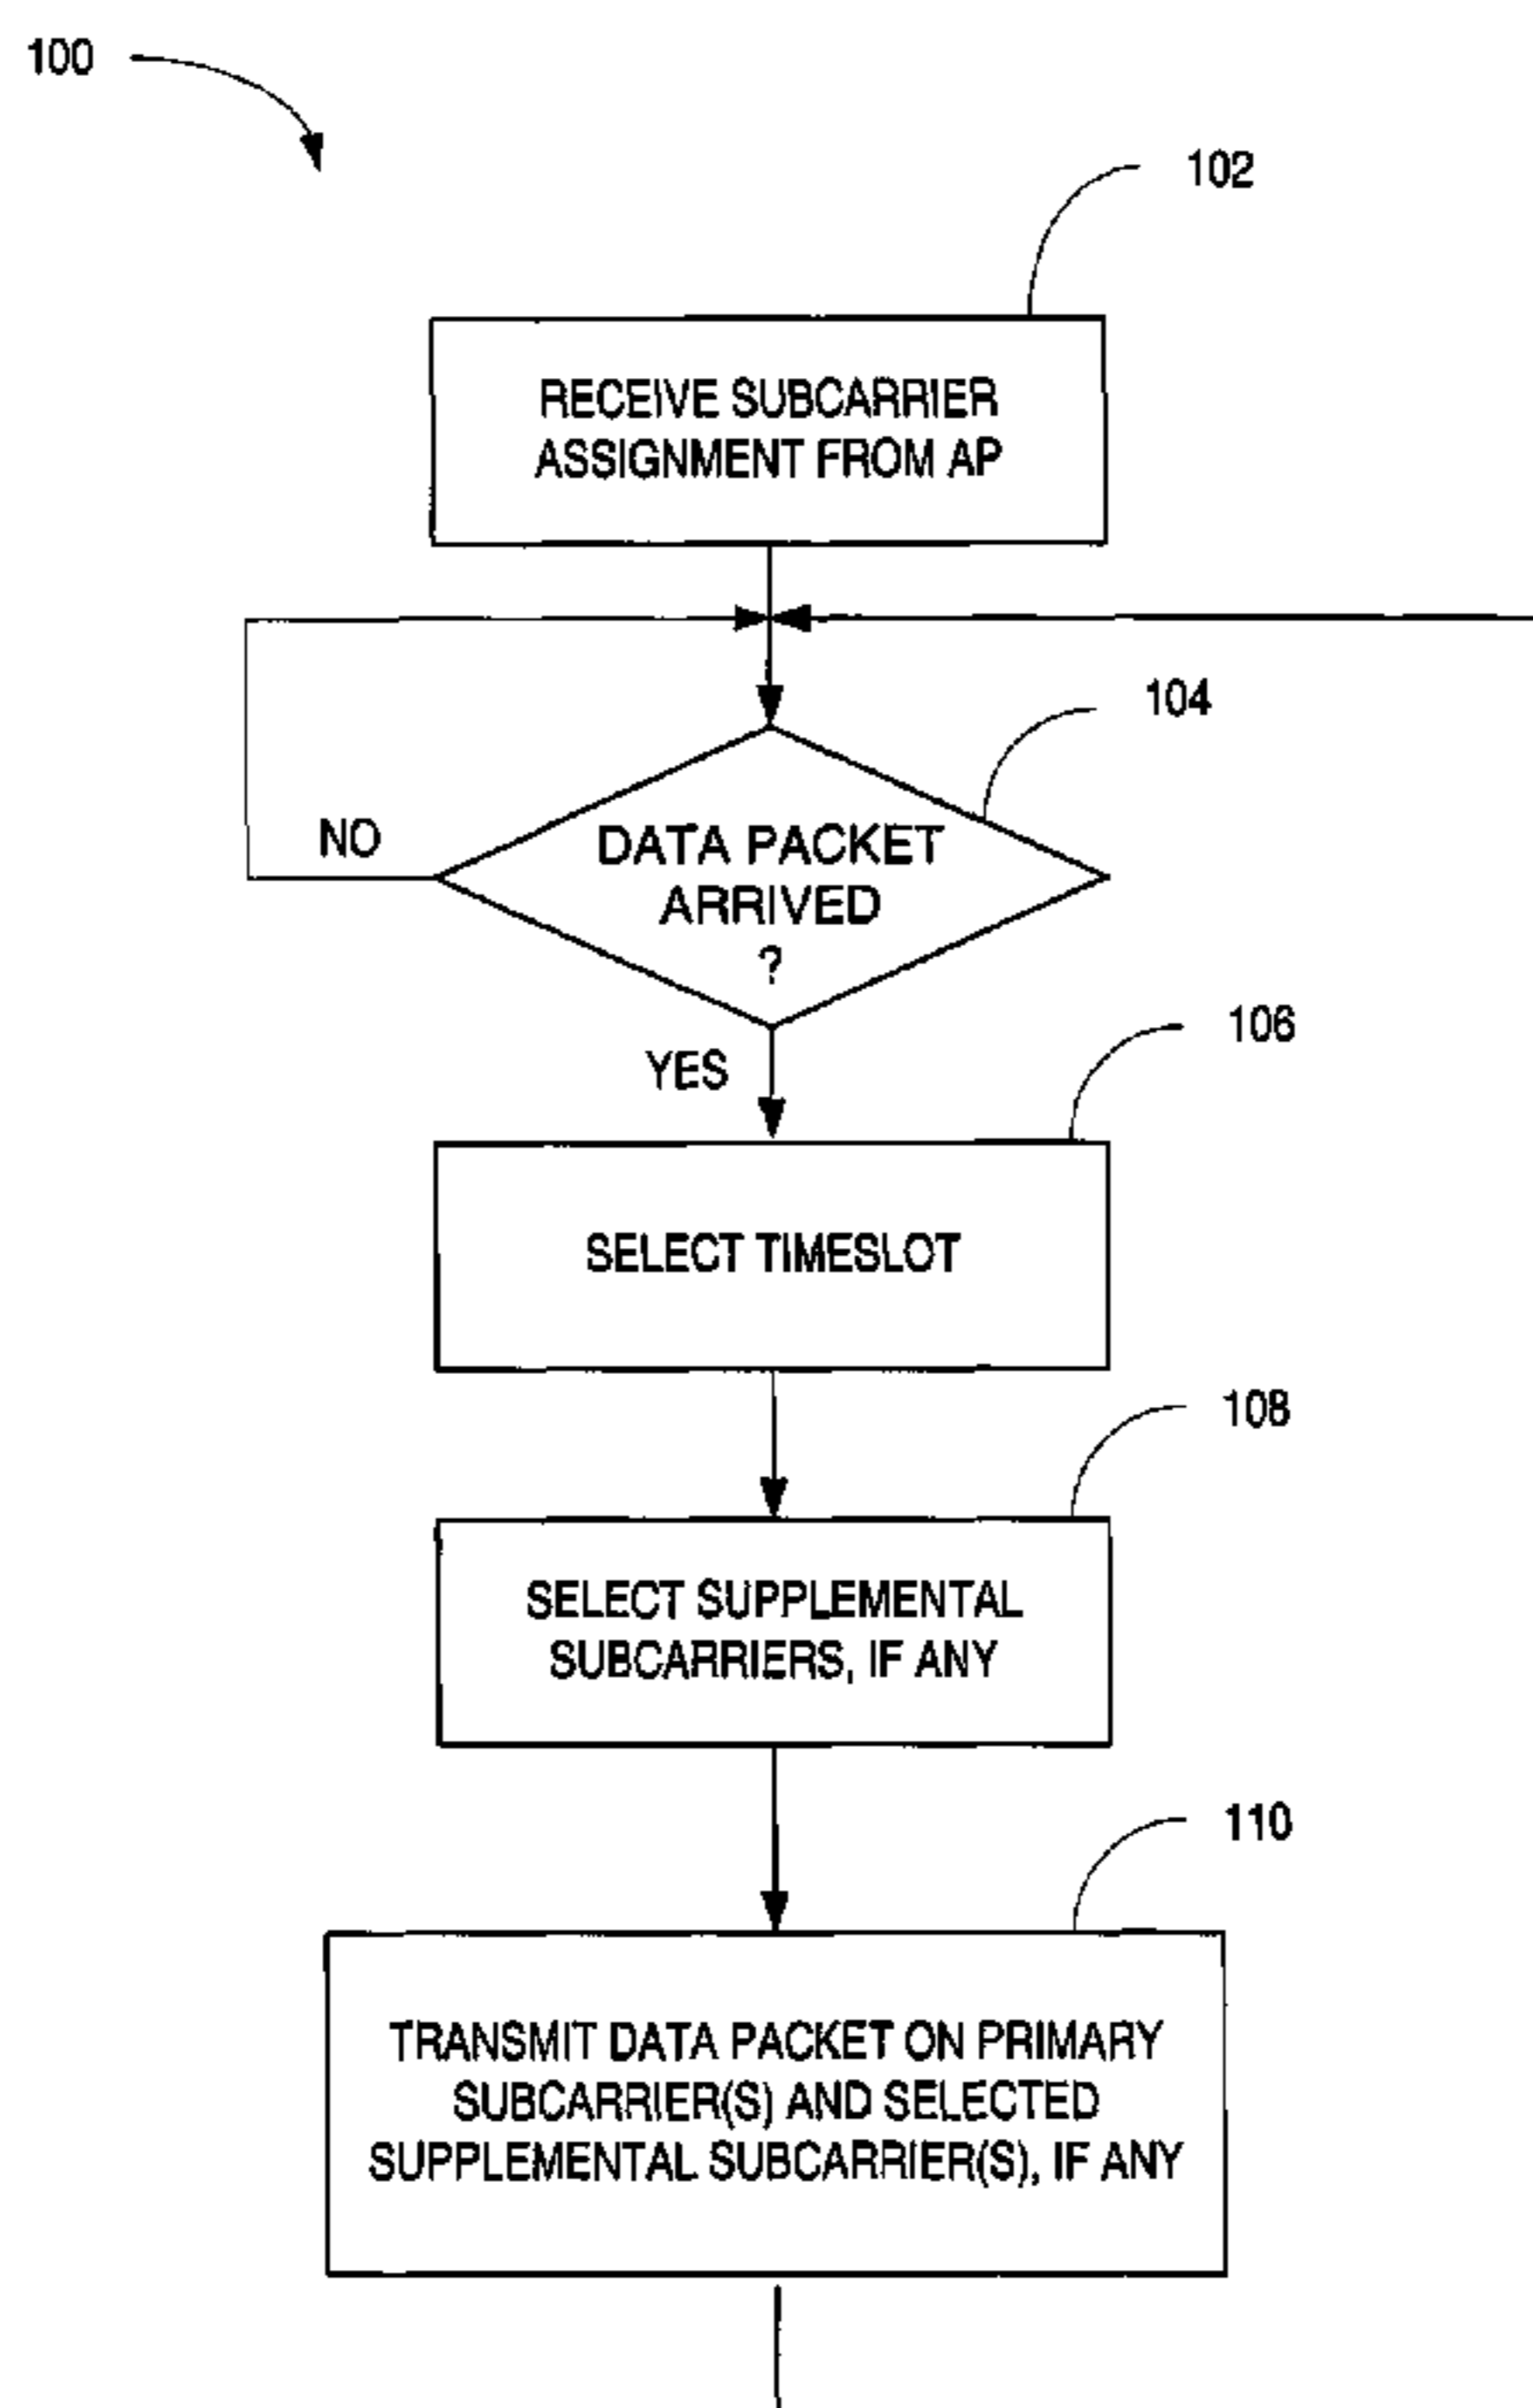 100
102
RECEIVE SUBCARRIER
ASSIGNMENT FROM AP
104
NO
DATA PACKET
ARRIVED
?
YES
106
SELECT TIMESLOT
108
SELECT SUPPLEMENTAL
SUBCARRIERS, IF ANY
110
TRANSMIT DATA PACKET ON PRIMARY
SUBCARRIER(S) AND SELECTED
SUPPLEMENTAL SUBCARRIER(S), IF ANY